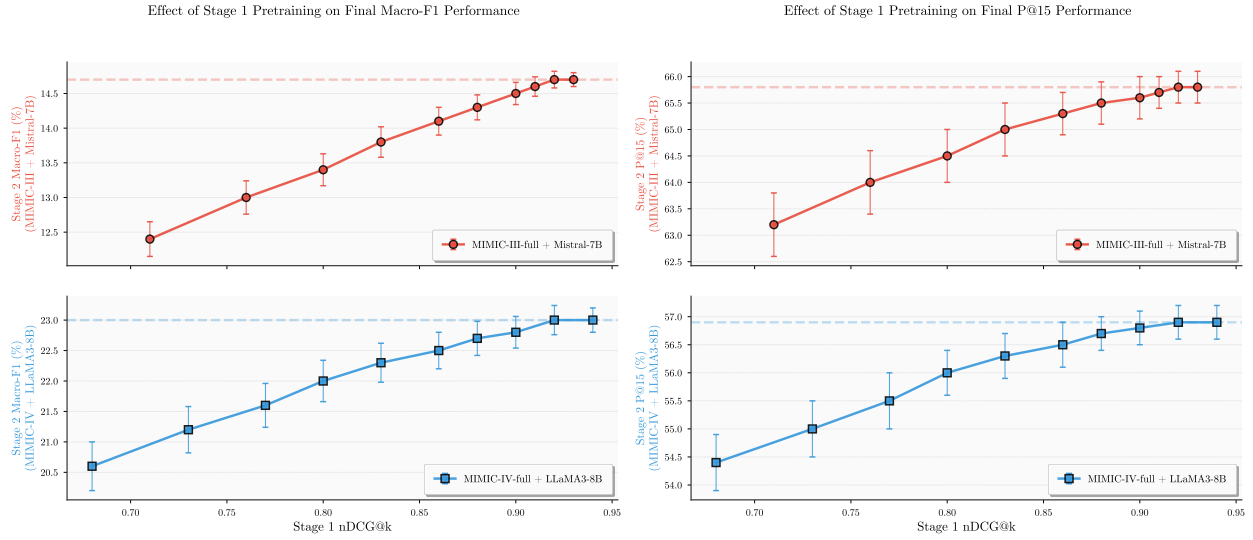 Effect of Stage 1 Pretraining on Final Macro-F1 Performance
Stage 2 Macro-F1 (%)
(MIMIC-III + Mistral-7B)
14.5
14.0
13.5
13.0
12.5
MIMIC-III-full + Mistral-7B
Effect of Stage 1 Pretraining on Final P@15 Performance
Stage 2 P@15 (%)
(MIMIC-III + Mistral-7B)
66.0
65.5
65.0
64.5
64.0
63.5
63.0
62.5
MIMIC-III-full + Mistral-7B
Stage 2 Macro-F1 (%)
(MIMIC-IV + LLaMA3-8B)
23.0
22.5
22.0
21.5
21.0
20.5
MIMIC-IV-full + LLaMA3-8B
0.70 0.75 0.80 0.85 0.90 0.95
Stage 1 nDCG@k
Stage 2 P@15 (%)
(MIMIC-IV + LLaMA3-8B)
57.0
56.5
56.0
55.5
55.0
54.5
54.0
MIMIC-IV-full + LLaMA3-8B
0.70 0.75 0.80 0.85 0.90 0.95
Stage 1 nDCG@k